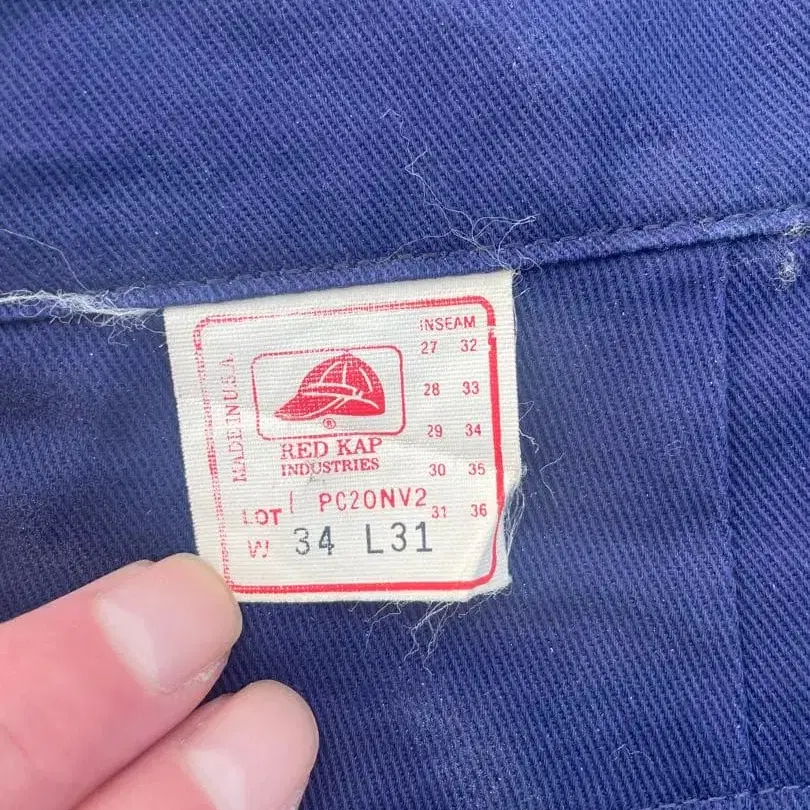 MADE IN U.S.A.
INSEAM
27 32
28 33
29 34
30 35
31 36
®
RED KAP
INDUSTRIES
LOT PC20NV2
W 34 L31